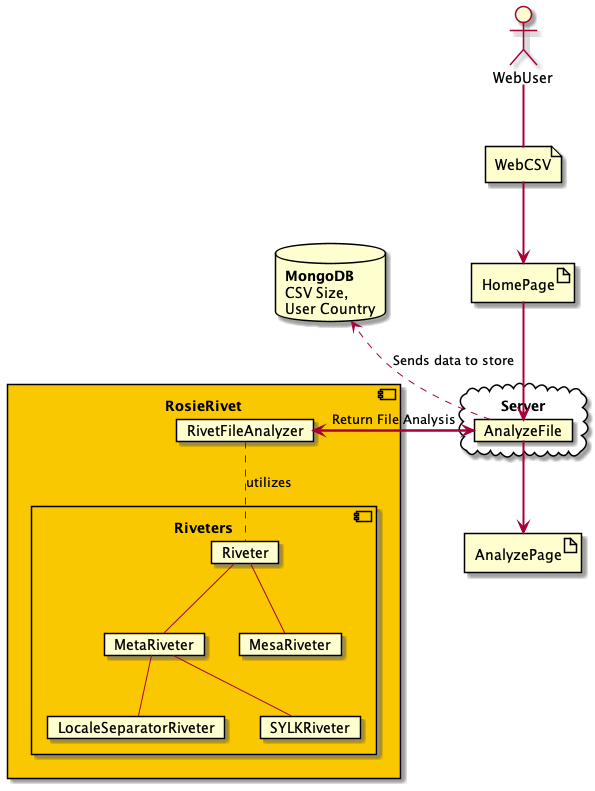 WebUser
WebCSV
HomePage
MongoDB
CSV Size,
User Country
Sends data to store
Server
AnalyzeFile
Return File Analysis
RosieRivet
RivetFileAnalyzer
utilizes
AnalyzePage
Riveters
Riveter
MetaRiveter
MesaRiveter
LocaleSeparatorRiveter
SYLKRiveter